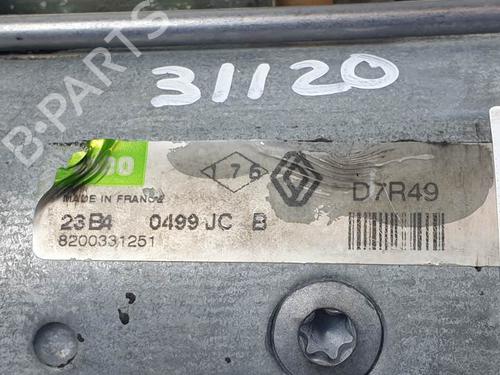 31120
B-PARTS
176
D7R49
MADE IN FRANCE
23B4 0499 JC B
8200331251